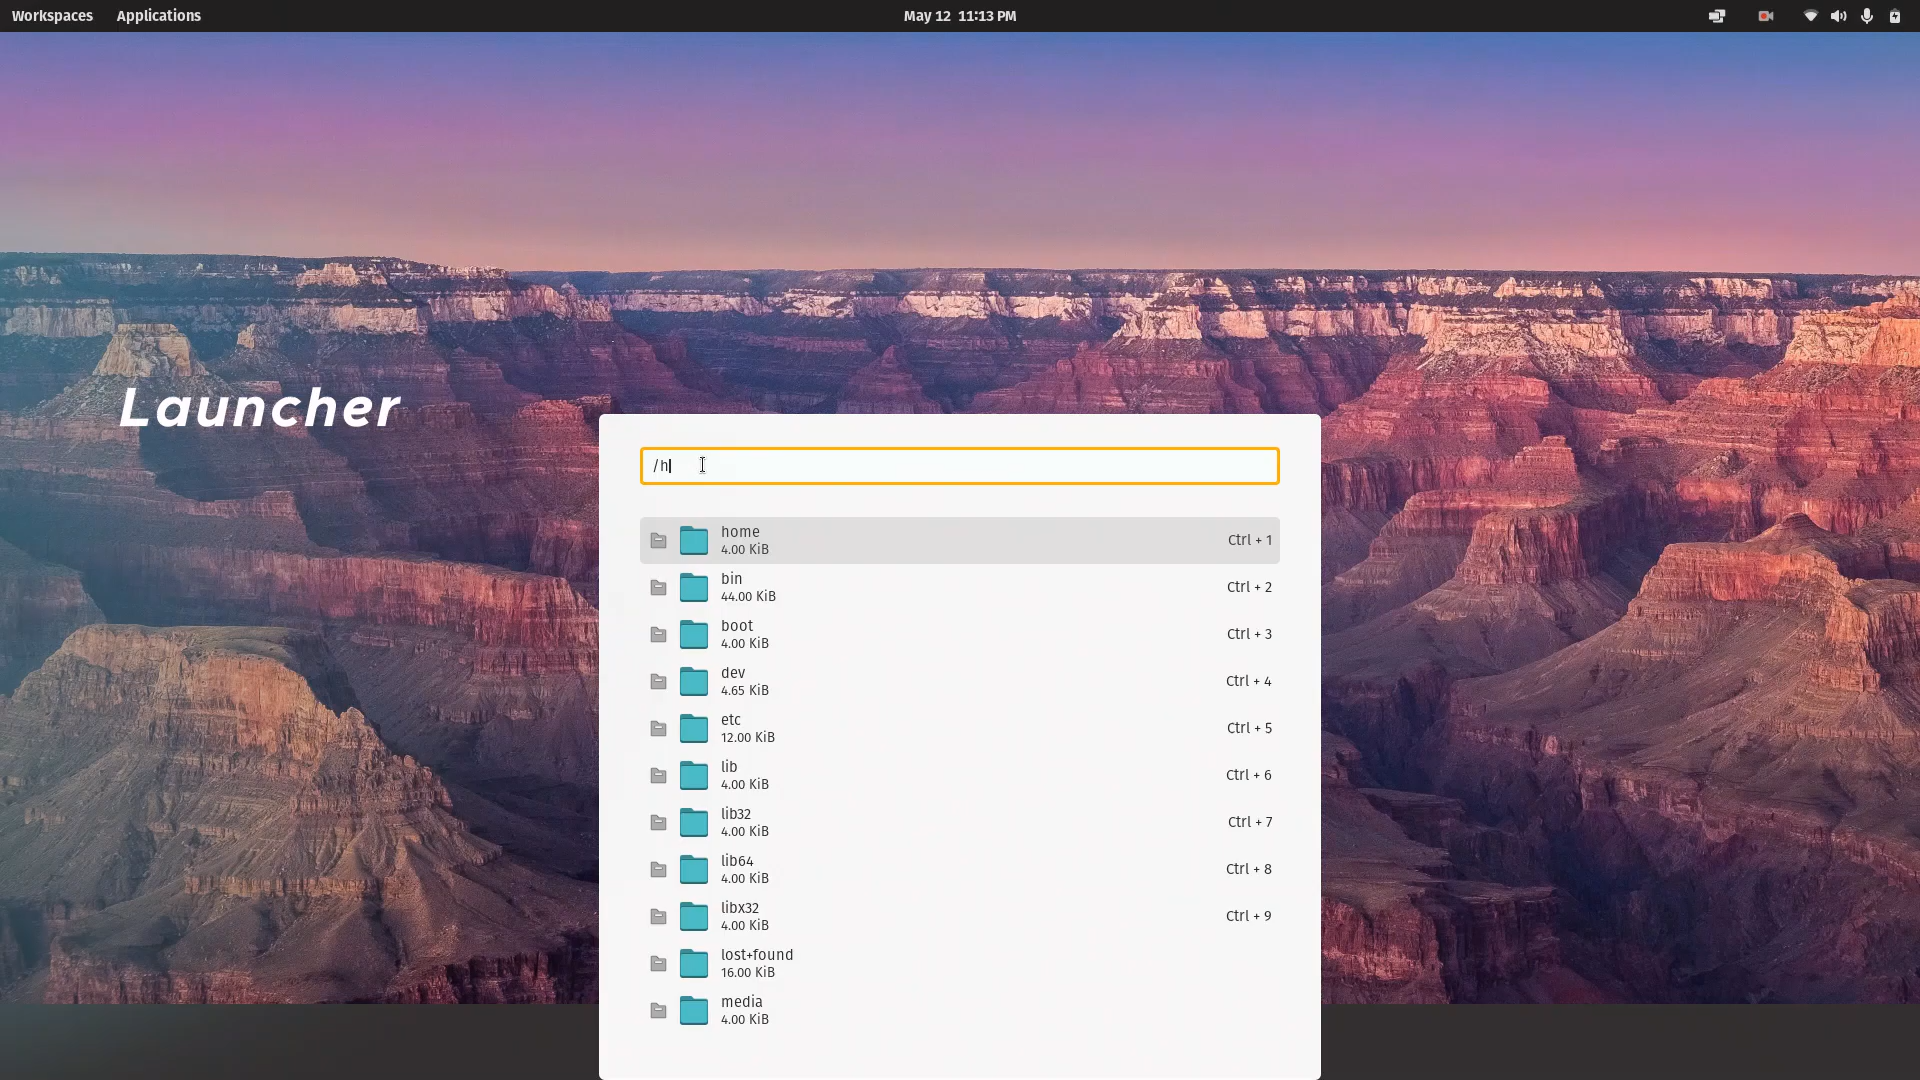 Workspaces Applications May 12 11:13 PM
Launcher
/h
home
4.00 KiB
Ctrl + 1
bin
44.00 KiB
Ctrl + 2
boot
4.00 KiB
Ctrl + 3
dev
4.65 KiB
Ctrl + 4
etc
12.00 KiB
Ctrl + 5
lib
4.00 KiB
Ctrl + 6
lib32
4.00 KiB
Ctrl + 7
lib64
4.00 KiB
Ctrl + 8
libx32
4.00 KiB
Ctrl + 9
lost+found
16.00 KiB
media
4.00 KiB